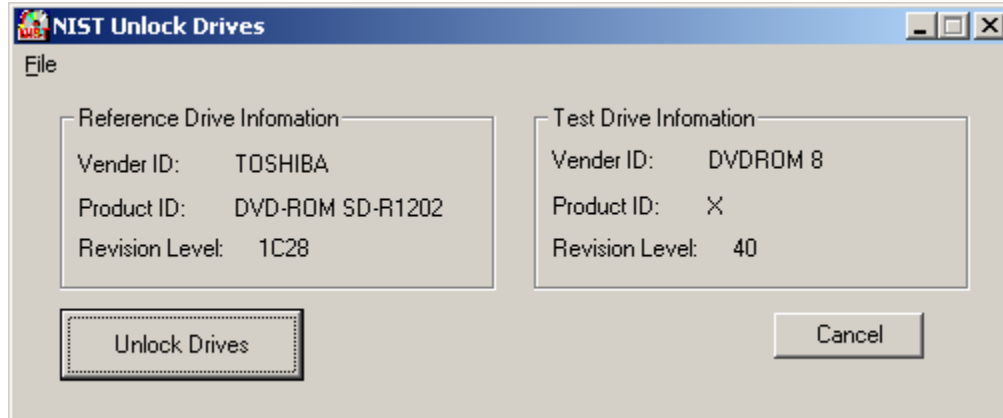 NIST Unlock Drives
File
Reference Drive Infomation
Vender ID: TOSHIBA
Product ID: DVD-ROM SD-R1202
Revision Level: 1C28
Test Drive Infomation
Vender ID: DVDROM 8
Product ID: X
Revision Level: 40
Unlock Drives
Cancel